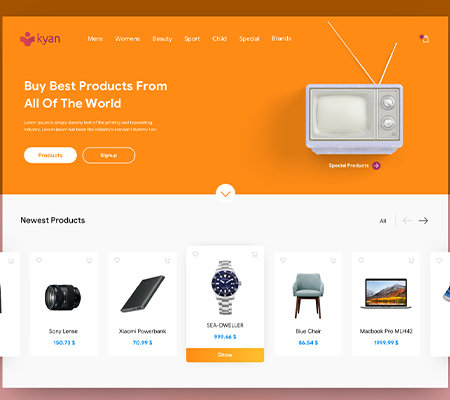 kyan
Mens Womens Beauty Sport Child Special Brands
Buy Best Products From
All Of The World
Lorem Ipsum is simply dummy text of the printing and typesetting
industry. Lorem Ipsum has been the industry's standard dummy text.
Products Signup
Special Products
Newest Products
All
Sony Lense
150.73 $
Xiaomi Powerbank
70.99 $
SEA-DWELLER
999.66 $
Show
Blue Chair
86.54 $
Macbook Pro MLH42
1999.99 $